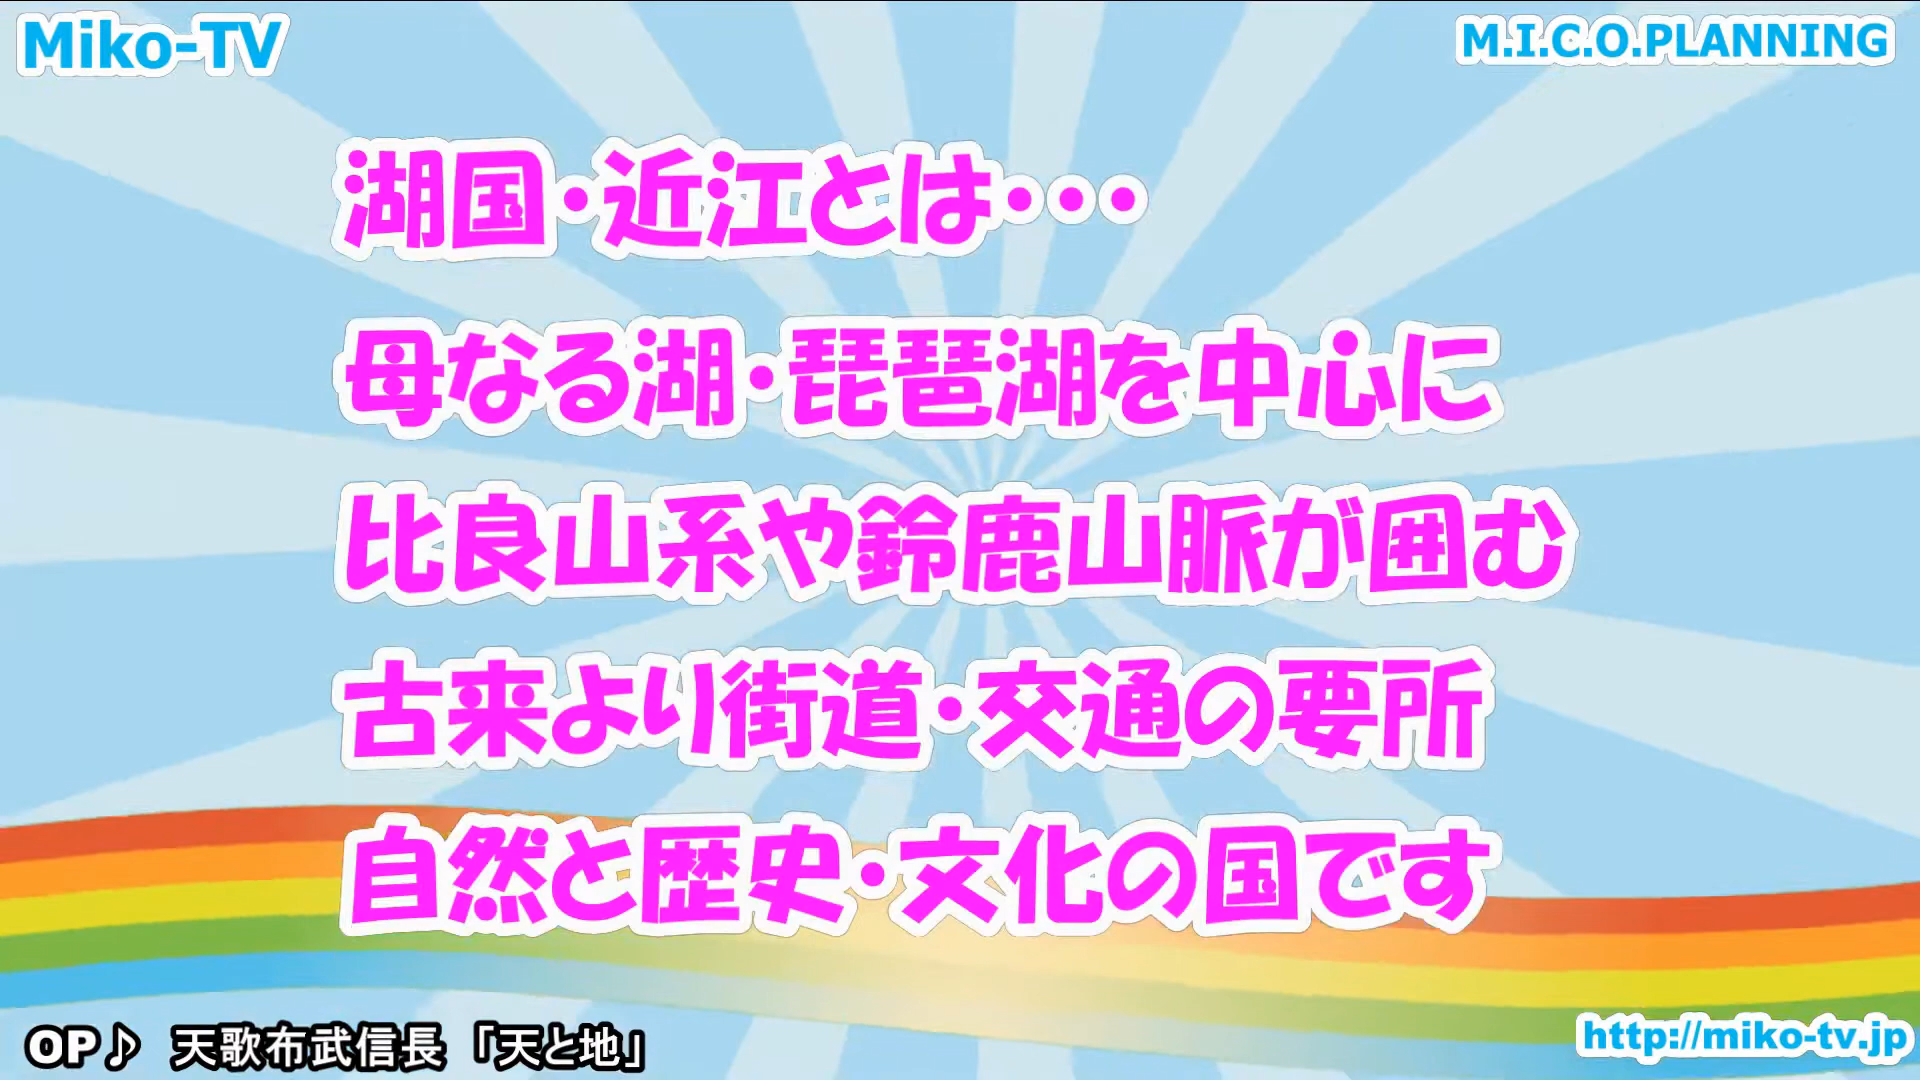 Miko-TV
M.I.C.O.PLANNING
湖国・近江とは・・・
母なる湖・琵琶湖を中心に
比良山系や鈴鹿山脈が囲む
古来より街道・交通の要所
自然と歴史・文化の国です
OP♪ 天歌布武信長 「天と地」
http://miko-tv.jp